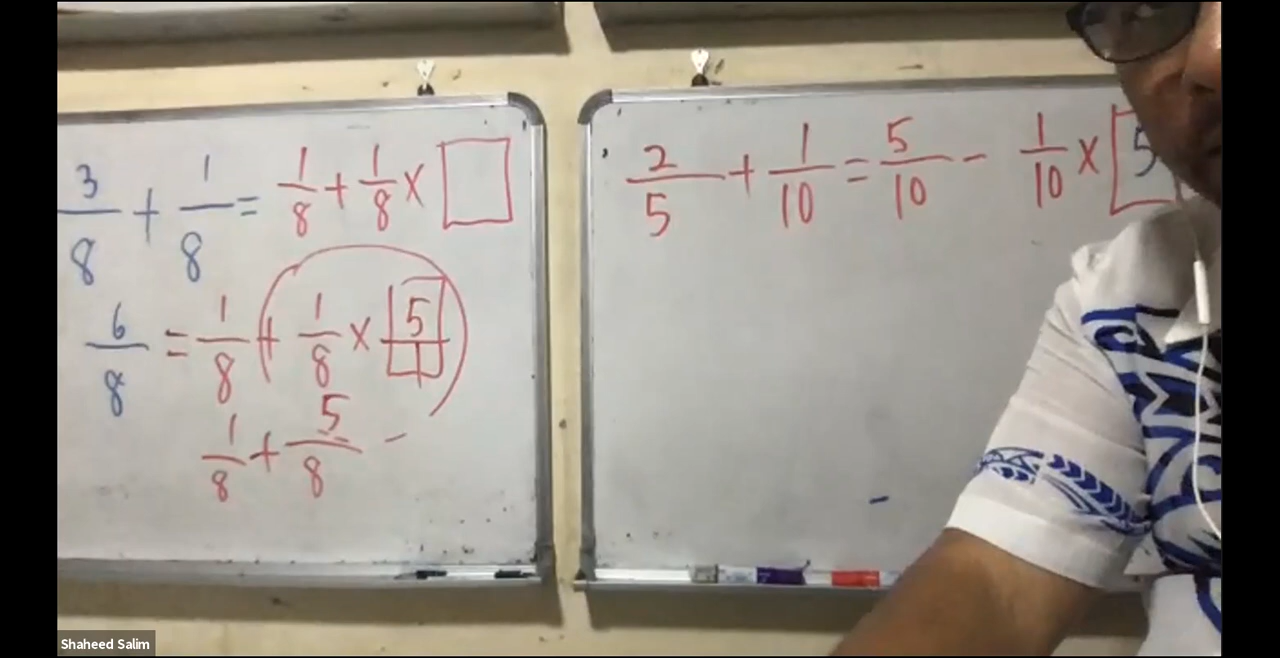 3/8 + 1/8 = 1/8 + 1/8 × □
6/8 = 1/8 (+ 1/8 × 5/1)
1/8 + 5/8 –
2/5 + 1/10 = 5/10 – 1/10 × 5
Shaheed Salim